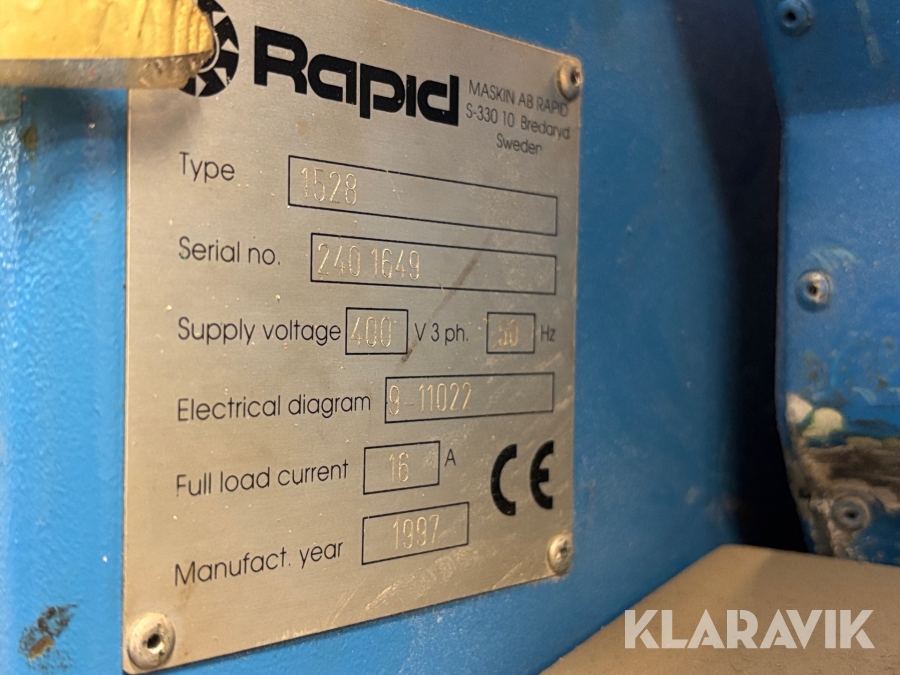 Rapid
MASKIN AB RAPID
S-330 10 Bredaryd
Sweden
Type 1528
Serial no. 240 1649
Supply voltage 400 V 3 ph. 50 Hz
Electrical diagram 9-11022
Full load current 16 A
CE
Manufact. year 1997
KLARAVIK